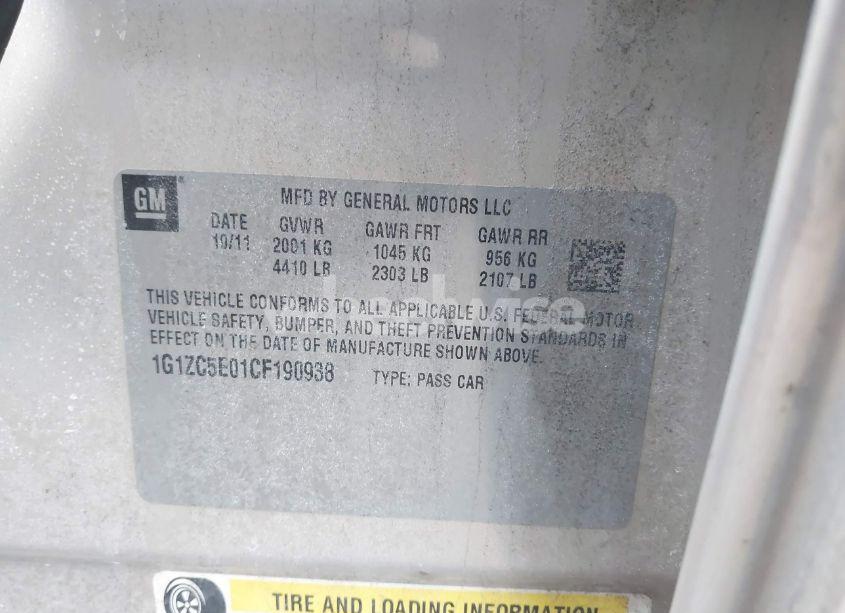 GM
MFD BY GENERAL MOTORS LLC
DATE GVWR GAWR FRT GAWR RR
10/11 2001 KG 1045 KG 956 KG
4410 LB 2303 LB 2107 LB
THIS VEHICLE CONFORMS TO ALL APPLICABLE U.S. FEDERAL MOTOR
VEHICLE SAFETY, BUMPER, AND THEFT PREVENTION STANDARDS IN
EFFECT ON THE DATE OF MANUFACTURE SHOWN ABOVE.
1G1ZC5E01CF190938 TYPE: PASS CAR
TIRE AND LOADING INFORMATION